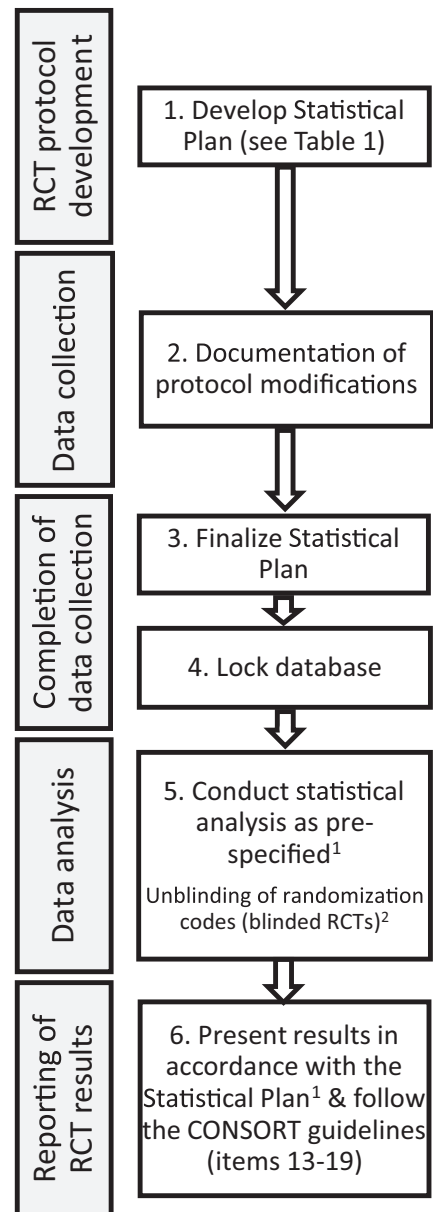 RCT protocol
development
1. Develop Statistical
Plan (see Table 1)
Data collection
2. Documentation of
protocol modifications
Completion of
data collection
3. Finalize Statistical
Plan
4. Lock database
Data analysis
5. Conduct statistical
analysis as pre-
specified¹
Unblinding of randomization
codes (blinded RCTs)²
Reporting of
RCT results
6. Present results in
accordance with the
Statistical Plan¹ & follow
the CONSORT guidelines
(items 13-19)